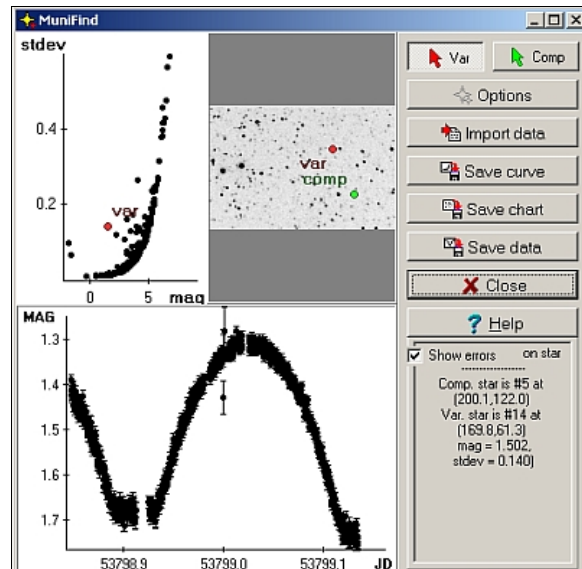 MuniFind
stdev
0.4
0.2
0
5
mag
var
var
comp
Var
Comp
Options
Import data
Save curve
Save chart
Save data
Close
Help
Show errors
on star
------------
Comp. star is #5 at
(200.1,122.0)
Var. star is #14 at
(169.8,61.3)
mag = 1.502,
stdev = 0.140)
MAG
1.3
1.4
1.5
1.6
1.7
53798.9
53799.0
53799.1
JD